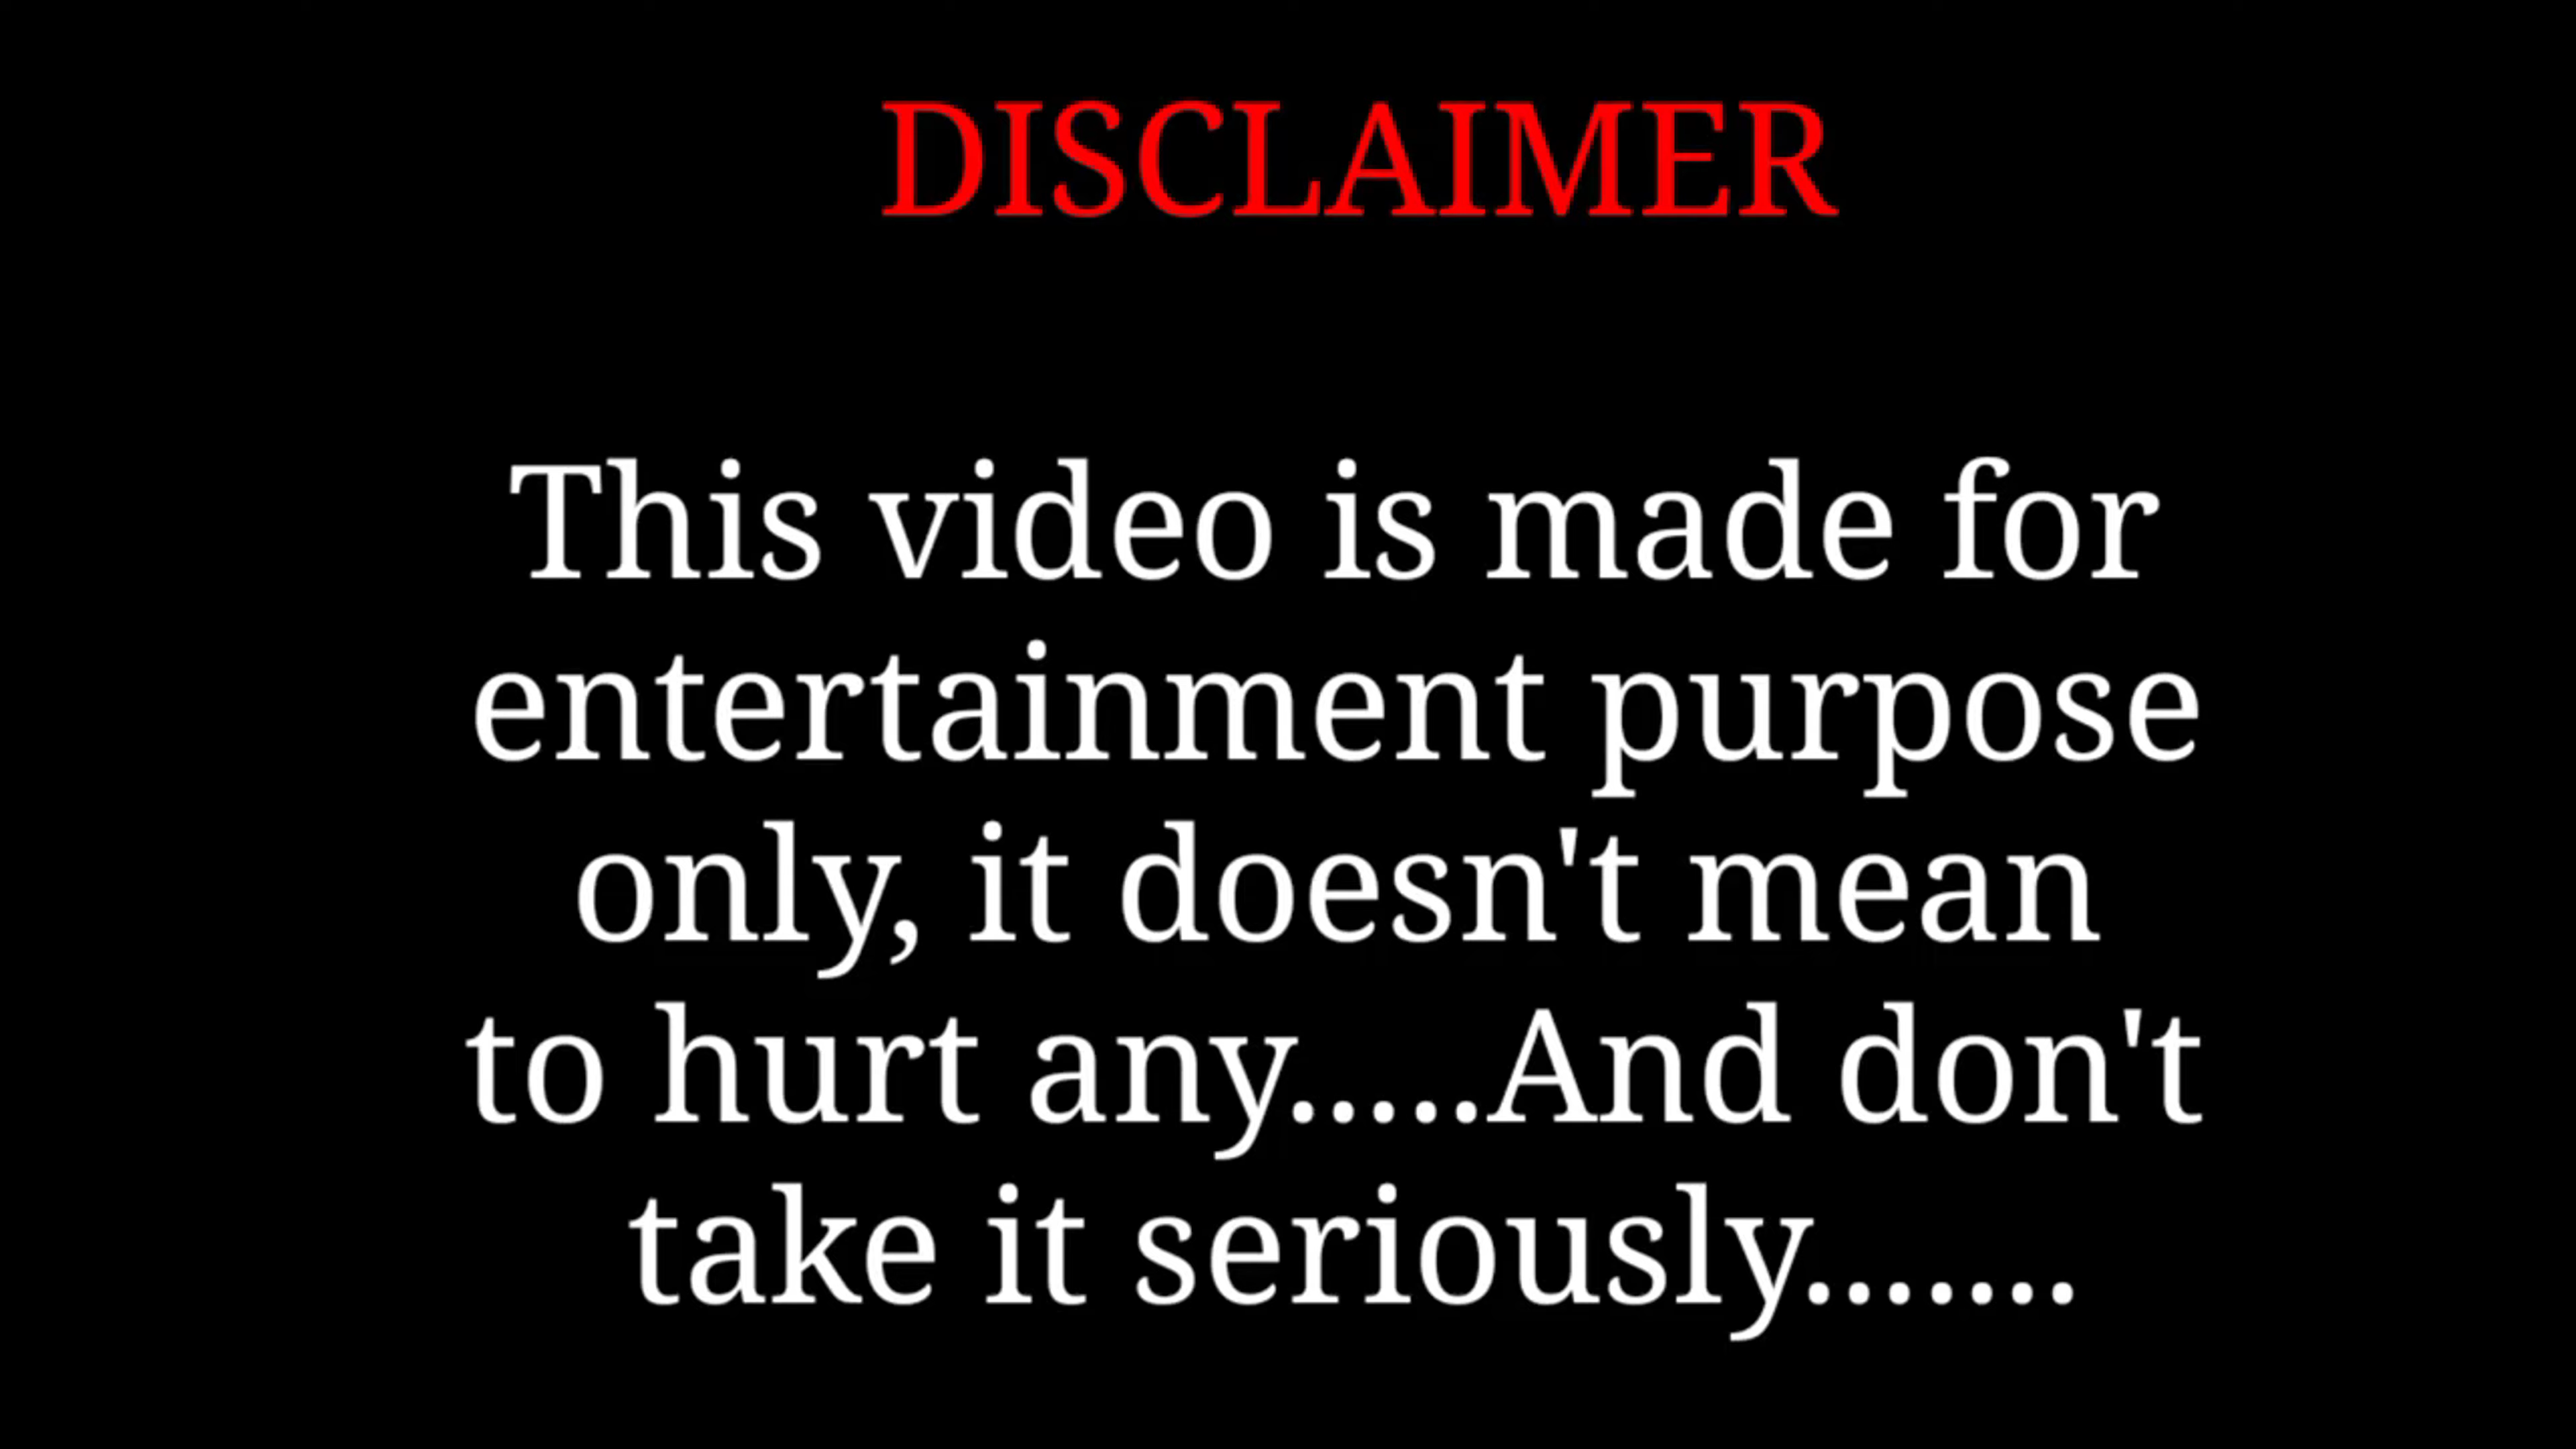 DISCLAIMER
This video is made for
entertainment purpose
only, it doesn't mean
to hurt any.....And don't
take it seriously.......